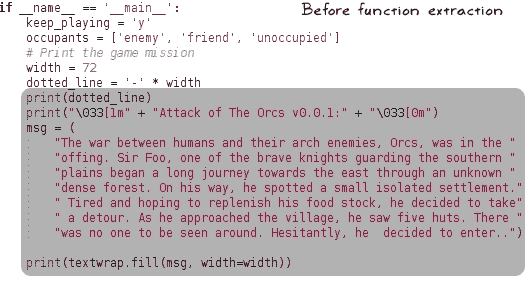 Before function extraction
if __name__ == '__main__':
    keep_playing = 'y'
    occupants = ['enemy', 'friend', 'unoccupied']
    # Print the game mission
    width = 72
    dotted_line = '-' * width
    print(dotted_line)
    print("\033[1m" + "Attack of The Orcs v0.0.1:" + "\033[0m")
    msg = (
        "The war between humans and their arch enemies, Orcs, was in the "
        "offing. Sir Foo, one of the brave knights guarding the southern "
        "plains began a long journey towards the east through an unknown "
        "dense forest. On his way, he spotted a small isolated settlement."
        " Tired and hoping to replenish his food stock, he decided to take"
        " a detour. As he approached the village, he saw five huts. There "
        "was no one to be seen around. Hesitantly, he  decided to enter..")
    print(textwrap.fill(msg, width=width))